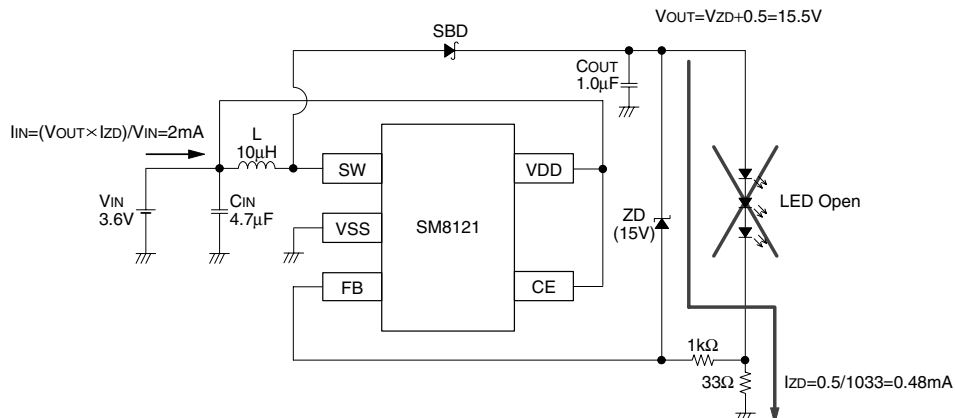 VOUT=VZD+0.5=15.5V
SBD
COUT
1.0μF
IIN=(VOUT×IZD)/VIN=2mA
L
10μH
SW
VDD
LED Open
VIN
3.6V
CIN
4.7μF
VSS
SM8121
ZD
(15V)
FB
CE
1kΩ
33Ω
IZD=0.5/1033=0.48mA